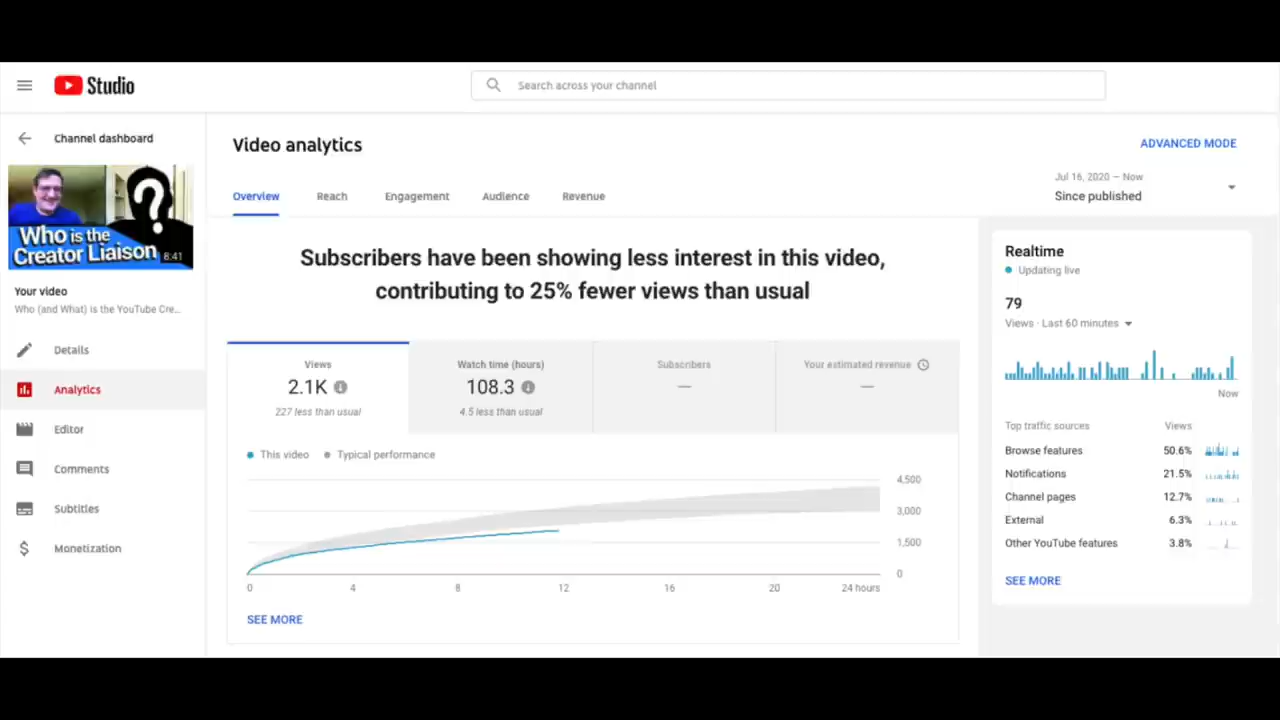 Studio
Search across your channel
Channel dashboard
Who is the
Creator Liaison
8:41
Your video
Who (and What) is the YouTube Cre...
Details
Analytics
Editor
Comments
Subtitles
Monetization
Video analytics
ADVANCED MODE
Overview
Reach
Engagement
Audience
Revenue
Jul 16, 2020 – Now
Since published
Subscribers have been showing less interest in this video,
contributing to 25% fewer views than usual
Views
2.1K
227 less than usual
Watch time (hours)
108.3
4.5 less than usual
Subscribers
—
Your estimated revenue
—
This video
Typical performance
4,500
3,000
1,500
0
0
4
8
12
16
20
24 hours
SEE MORE
Realtime
Updating live
79
Views · Last 60 minutes
Now
Top traffic sources Views
Browse features 50.6%
Notifications 21.5%
Channel pages 12.7%
External 6.3%
Other YouTube features 3.8%
SEE MORE